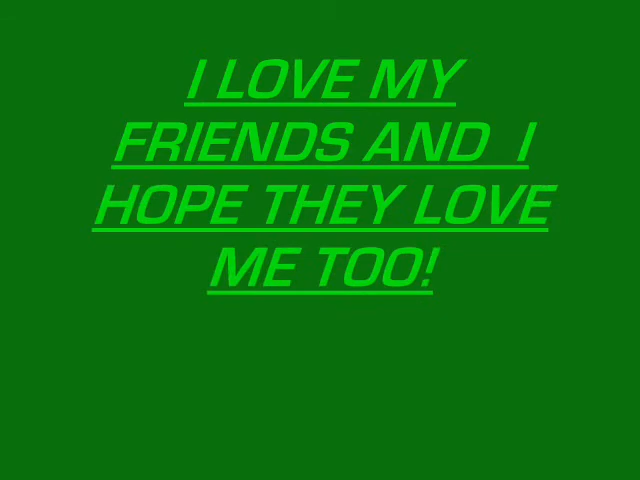 I LOVE MY
FRIENDS AND  I
HOPE THEY LOVE
ME TOO!